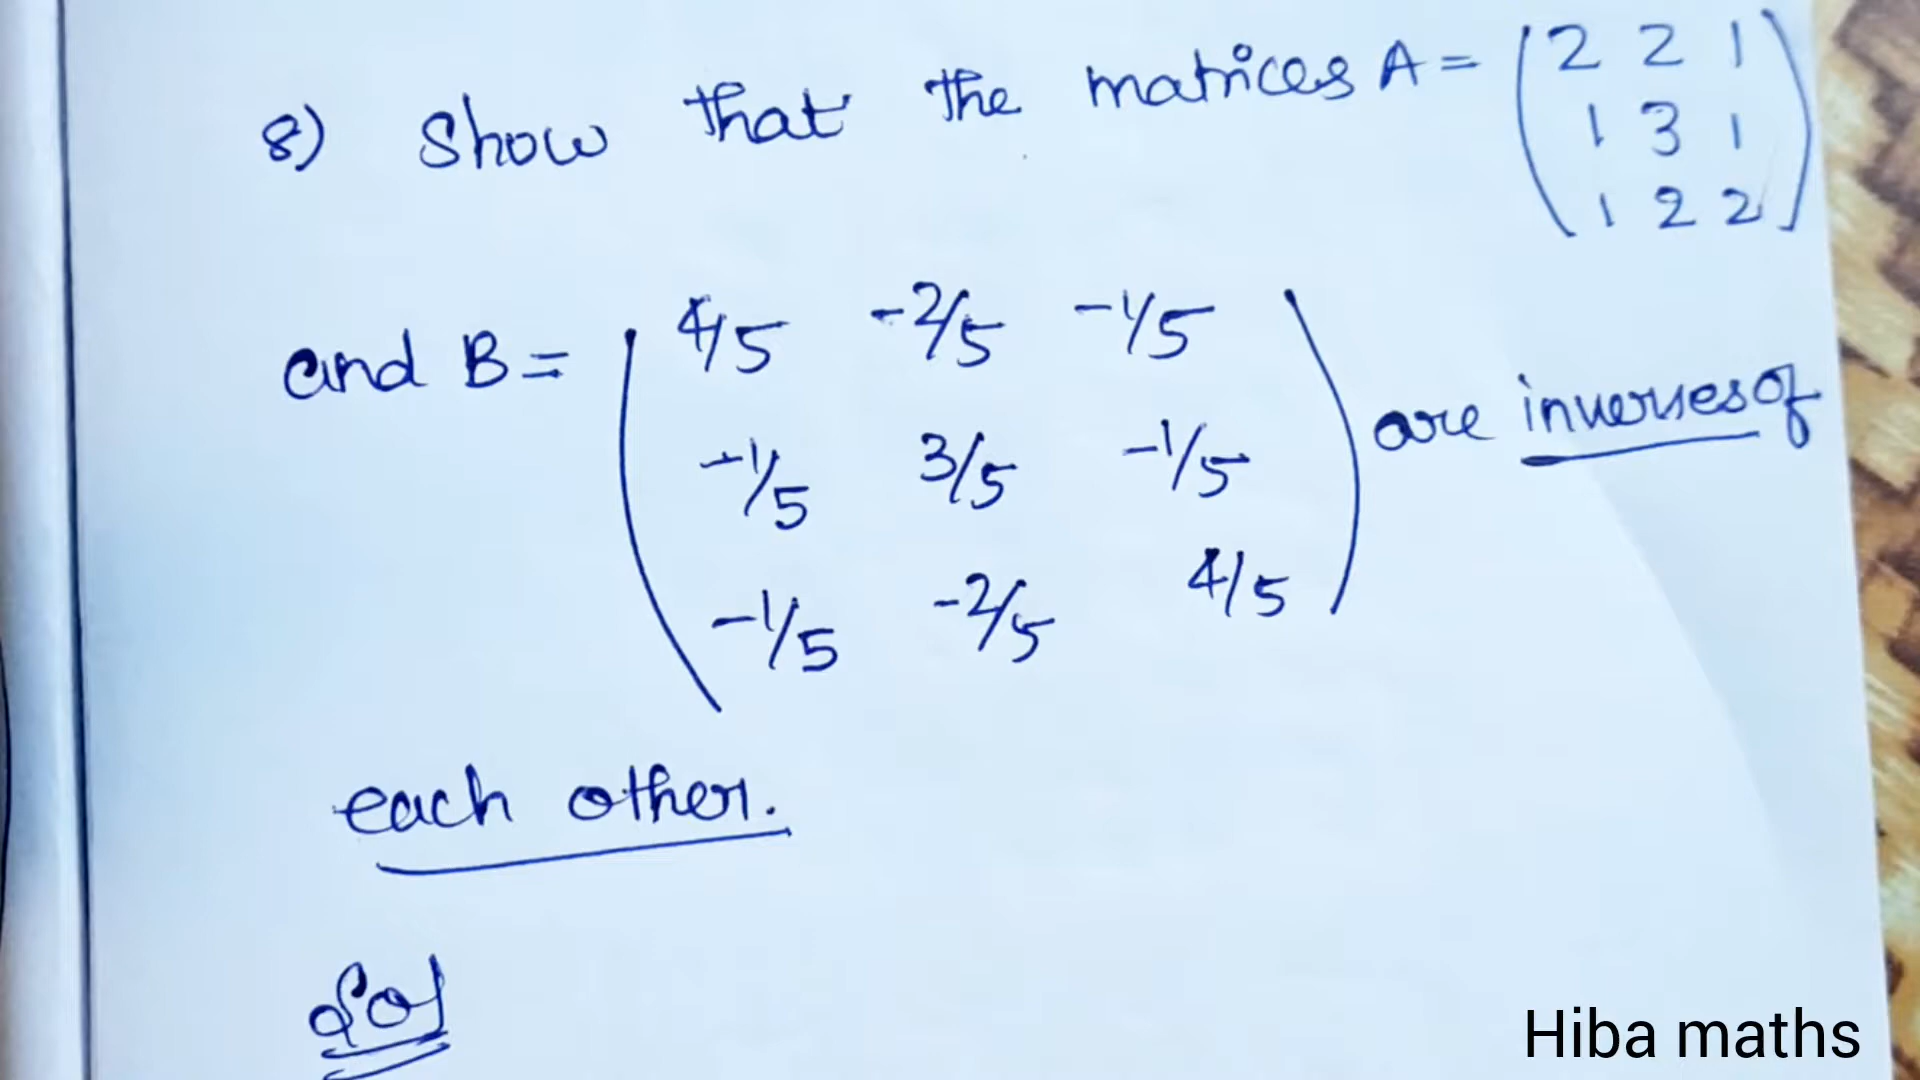 8) Show that the matrices A = (2 2 1
1 3 1
1 2 2)
and B = (4/5 -2/5 -1/5
-1/5 3/5 -1/5
-1/5 -2/5 4/5) are inverses of
each other.
Sol
Hiba maths